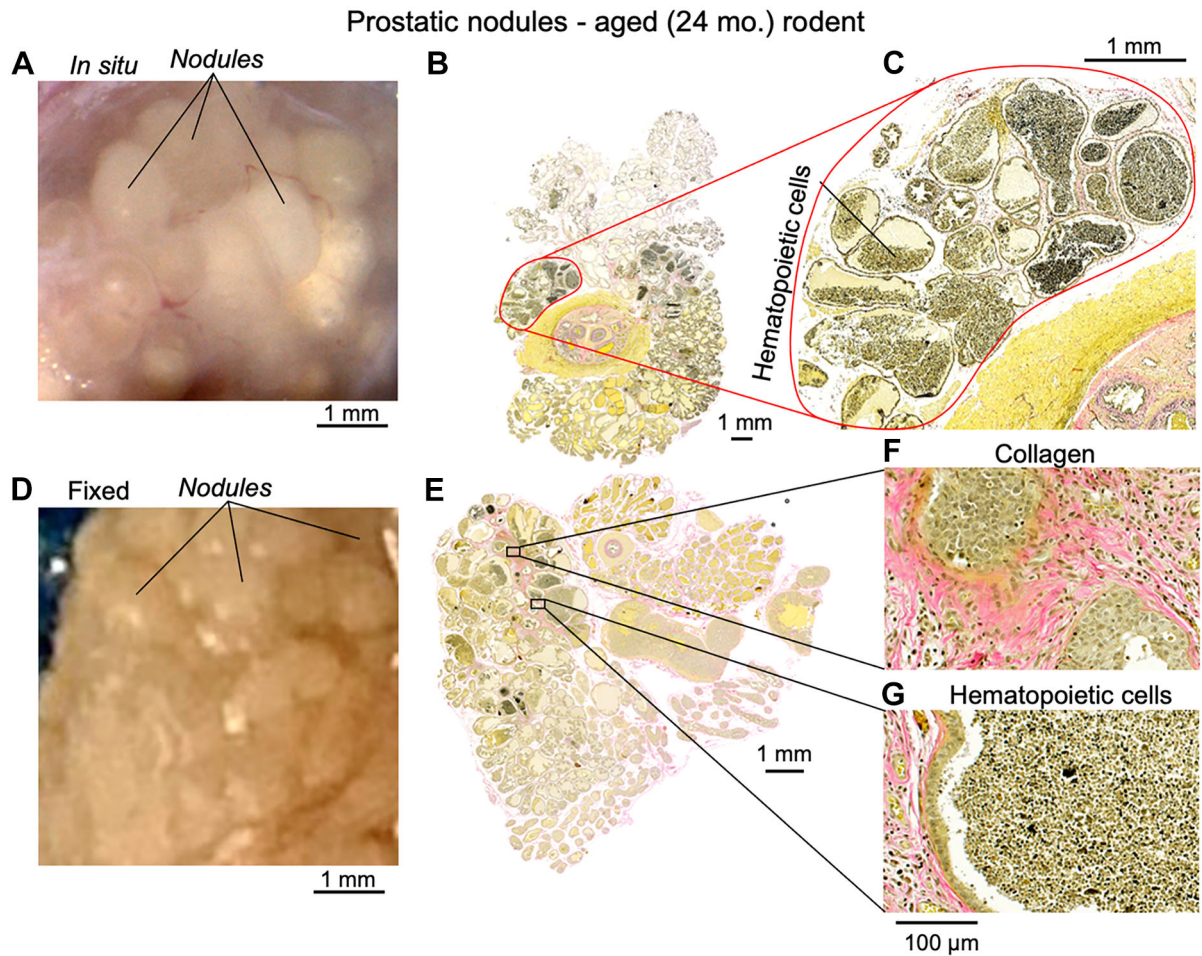 Prostatic nodules - aged (24 mo.) rodent
A
In situ
Nodules
B
C
1 mm
Hematopoietic cells
1 mm
1 mm
D
Fixed
Nodules
E
F
Collagen
G
Hematopoietic cells
1 mm
1 mm
100 µm